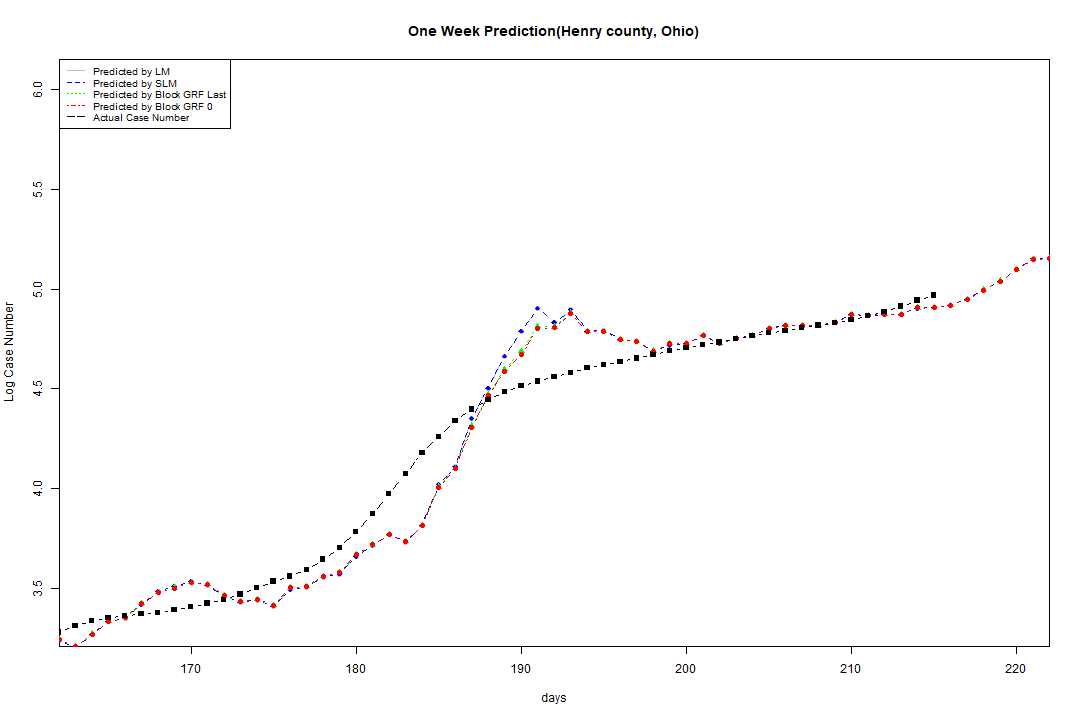 One Week Prediction(Henry county, Ohio)
Predicted by LM
Predicted by SLM
Predicted by Block GRF Last
Predicted by Block GRF 0
Actual Case Number
6.0
5.5
5.0
4.5
4.0
3.5
Log Case Number
170 180 190 200 210 220
days